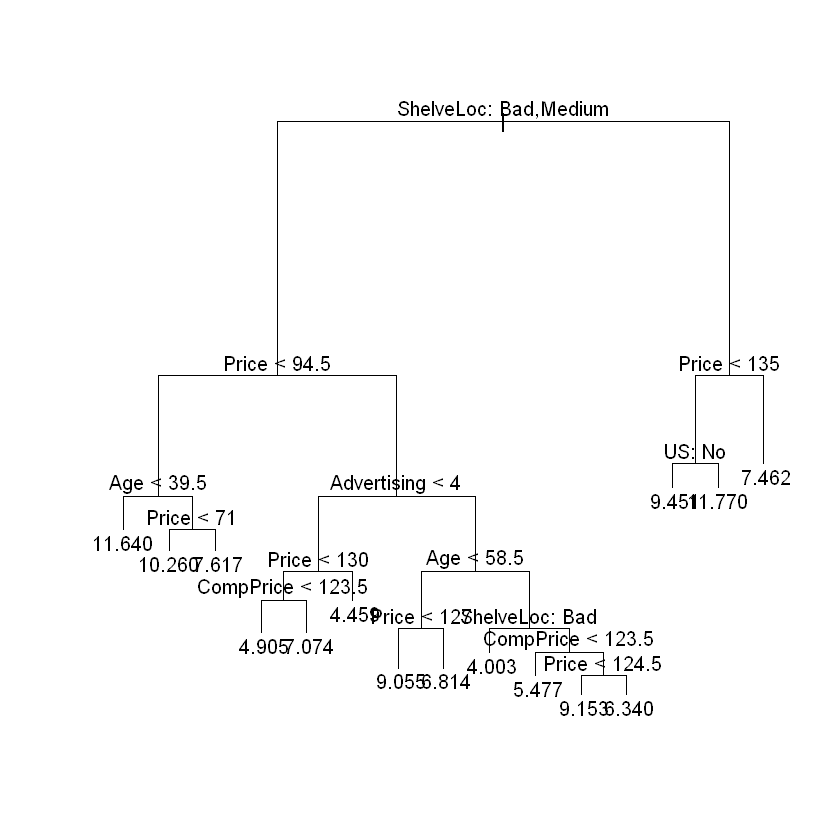 ShelveLoc: Bad,Medium
Price < 94.5
Price < 135
US: No
Age < 39.5
Advertising < 4
7.462
9.451
11.770
Price < 71
11.640
10.260
7.617
Price < 130
Age < 58.5
CompPrice < 123.5
4.459
Price < 127
ShelveLoc: Bad
4.905
7.074
CompPrice < 123.5
4.003
Price < 124.5
9.055
6.814
5.477
9.153
6.340